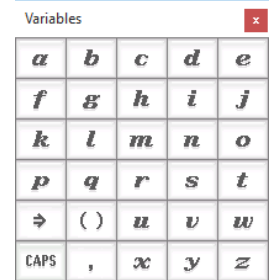 Variables x
a b c d e
f g h i j
k l m n o
p q r s t
⇒ ( ) u v w
CAPS , x y z